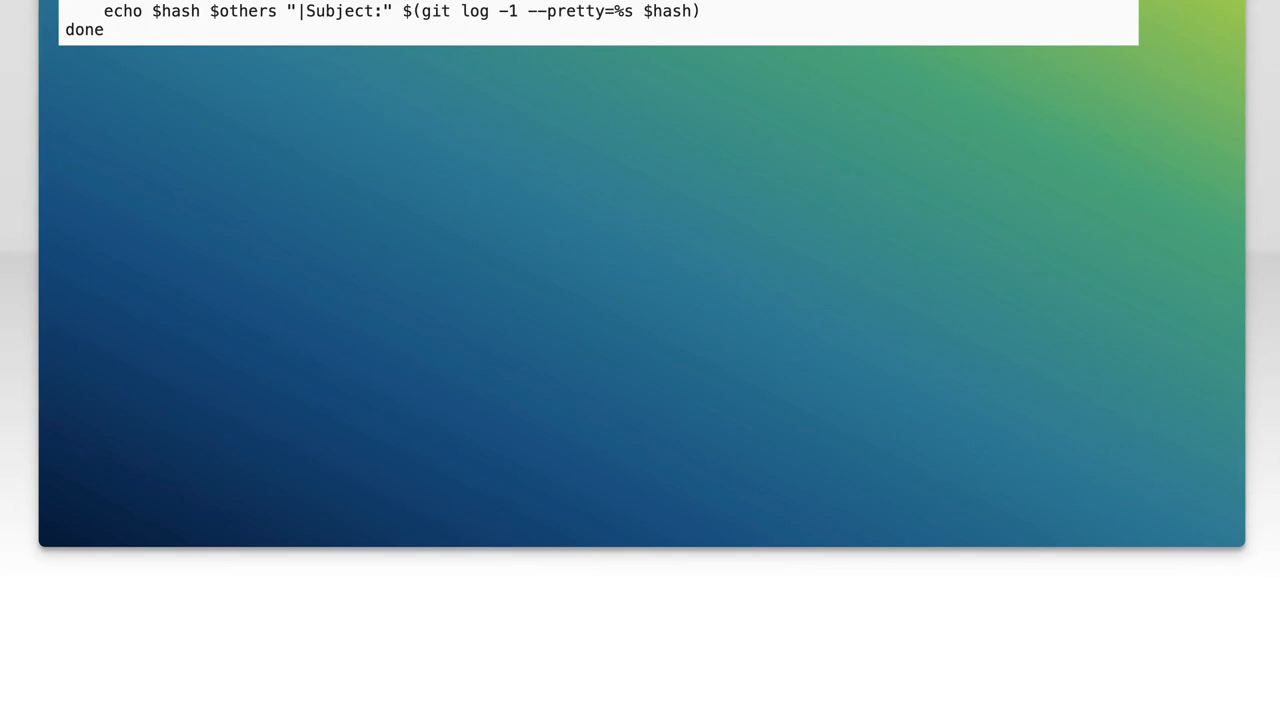 echo $hash $others "|Subject:" $(git log -1 --pretty=%s $hash)
done